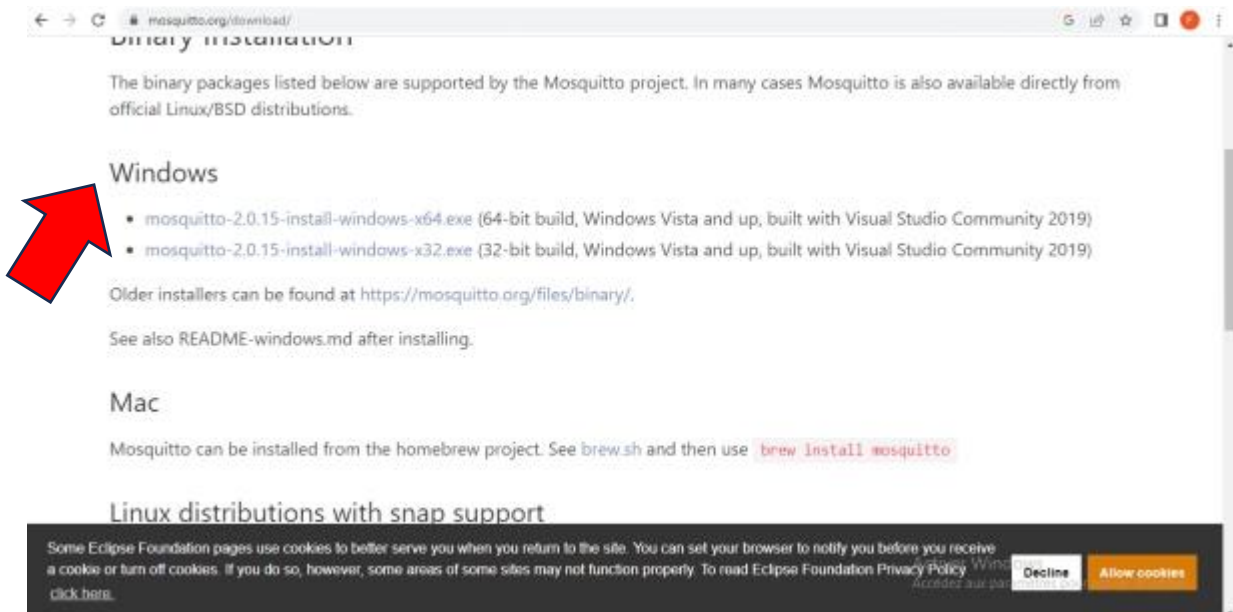 mosquitto.org/download/
Binary Installation
The binary packages listed below are supported by the Mosquitto project. In many cases Mosquitto is also available directly from
official Linux/BSD distributions.
Windows
• mosquitto-2.0.15-install-windows-x64.exe (64-bit build, Windows Vista and up, built with Visual Studio Community 2019)
• mosquitto-2.0.15-install-windows-x32.exe (32-bit build, Windows Vista and up, built with Visual Studio Community 2019)
Older installers can be found at https://mosquitto.org/files/binary/.
See also README-windows.md after installing.
Mac
Mosquitto can be installed from the homebrew project. See brew.sh and then use brew install mosquitto
Linux distributions with snap support
Some Eclipse Foundation pages use cookies to better serve you when you return to the site. You can set your browser to notify you before you receive
a cookie or turn off cookies. If you do so, however, some areas of some sites may not function properly. To read Eclipse Foundation Privacy Policy
click here.
Decline
Allow cookies